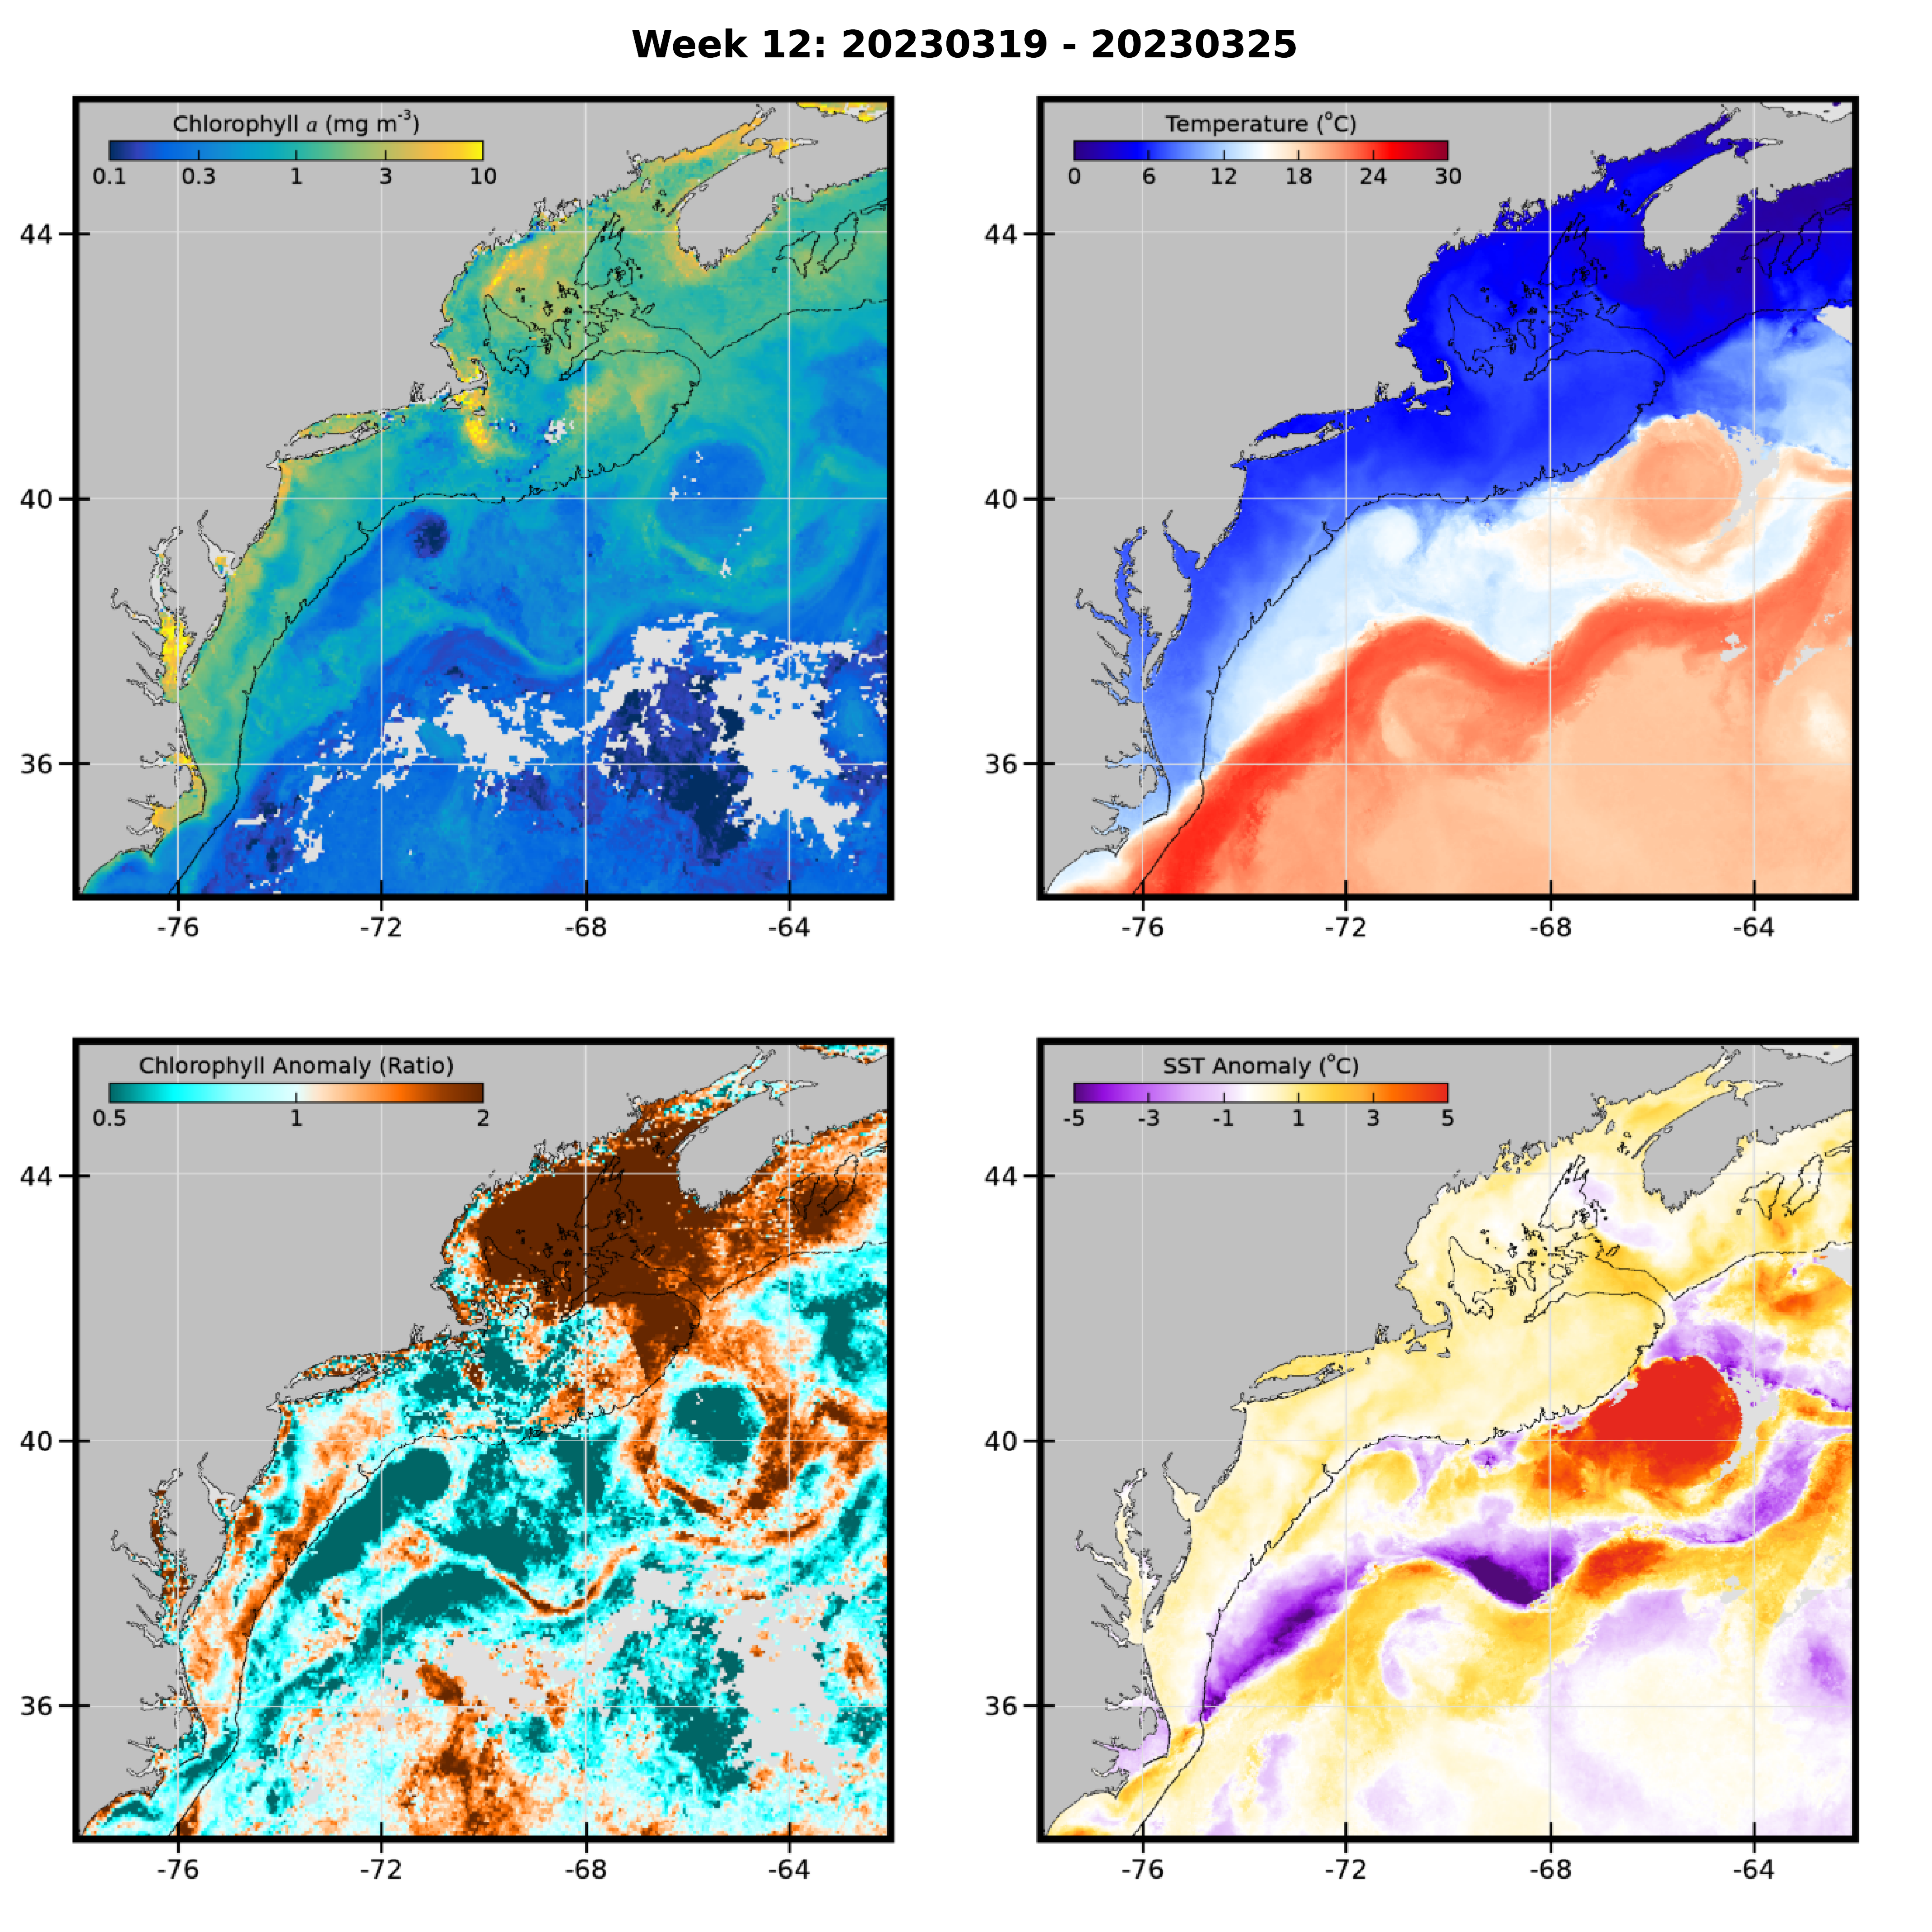 Week 12: 20230319 - 20230325
Chlorophyll a (mg m-3)
0.1 0.3 1 3 10
44
40
36
-76 -72 -68 -64
Temperature (oC)
0 6 12 18 24 30
44
40
36
-76 -72 -68 -64
Chlorophyll Anomaly (Ratio)
0.5 1 2
44
40
36
-76 -72 -68 -64
SST Anomaly (oC)
-5 -3 -1 1 3 5
44
40
36
-76 -72 -68 -64